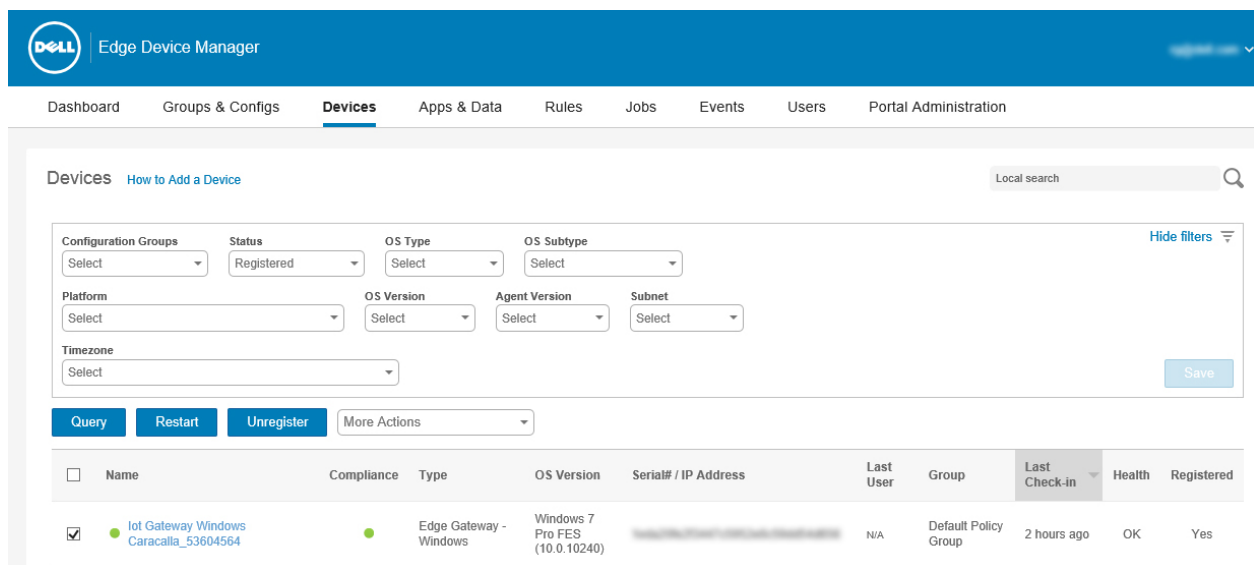 DELL
Edge Device Manager
Dashboard Groups & Configs Devices Apps & Data Rules Jobs Events Users Portal Administration
Devices How to Add a Device
Local search
Hide filters
Configuration Groups Status OS Type OS Subtype
Select Registered Select Select
Platform OS Version Agent Version Subnet
Select Select Select Select
Timezone
Select
Save
Query Restart Unregister More Actions
Name Compliance Type OS Version Serial# / IP Address Last User Group Last Check-in Health Registered
Iot Gateway Windows
Caracalla_53604564
Edge Gateway -
Windows
Windows 7
Pro FES
(10.0.10240)
N/A
Default Policy
Group
2 hours ago
OK
Yes